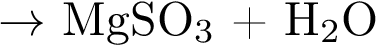 → MgSO₃ + H₂O